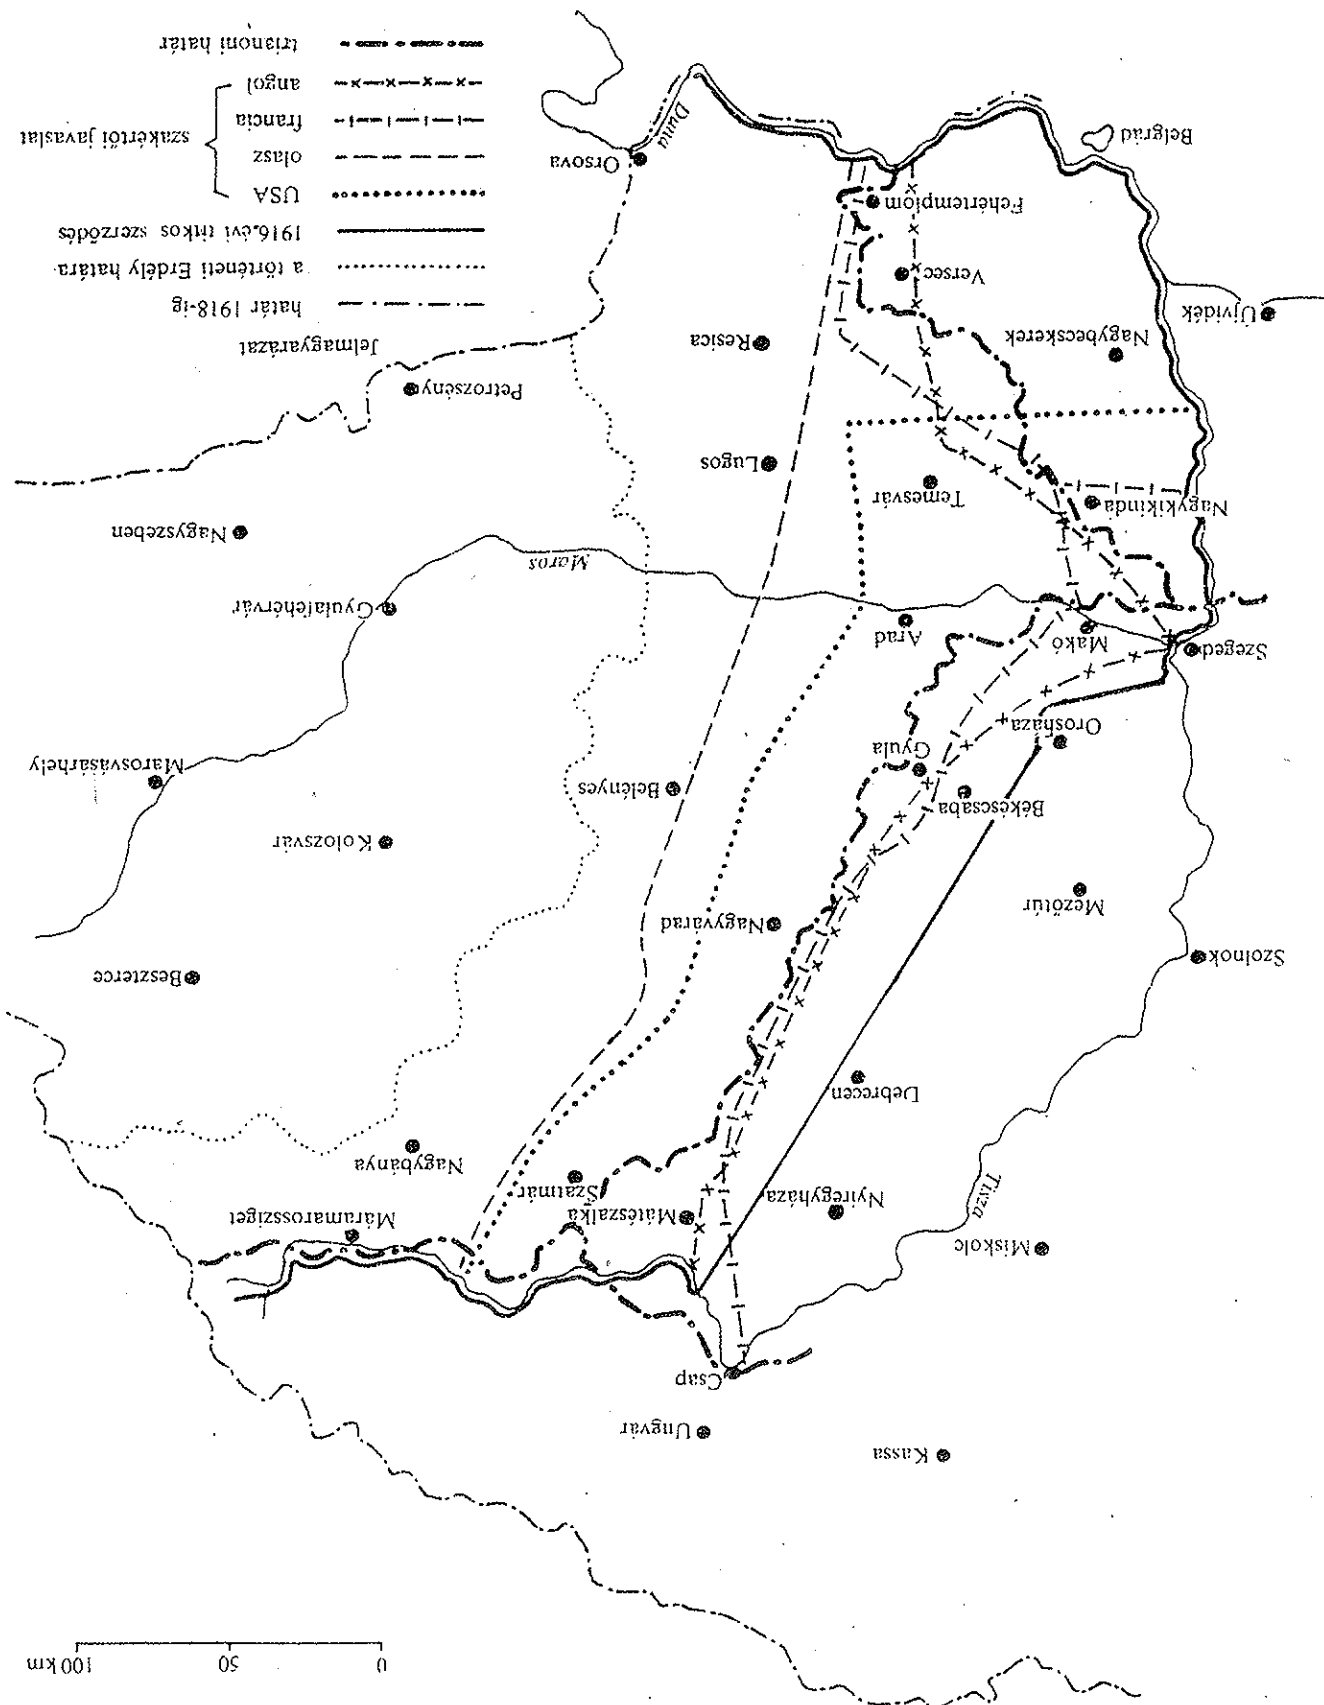 0 50 100 km
Kassa
Ungvár
Csap
Miskolc
Tisza
Nyíregyháza
Mátészalka
Máramarossziget
Szatmár
Nagybánya
Debrecen
Szolnok
Beszterce
Nagyvárad
Mezőtúr
Kolozsvár
Békéscsaba
Belényes
Marosvásárhely
Gyula
Orosháza
Szeged
Makó
Arad
Gyulafehérvár
Maros
Nagyszeben
Nagykikinda
Temesvár
Lugos
Petrozsény
Nagybecskerek
Resica
Újvidék
Versec
Fehértemplom
Orsova
Belgrád
Duna
Jelmagyarázat
határ 1918-ig
a történeti Erdély határa
1916.évi titkos szerződés
USA
olasz
francia
angol
szakértői javaslat
trianoni határ